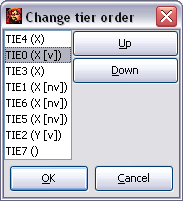 Change tier order
TIE4 (X)
TIE0 (X [v])
TIE3 (X)
TIE1 (X [nv])
TIE6 (X [nv])
TIE5 (X [nv])
TIE2 (Y [v])
TIE7 ()
Up
Down
OK
Cancel